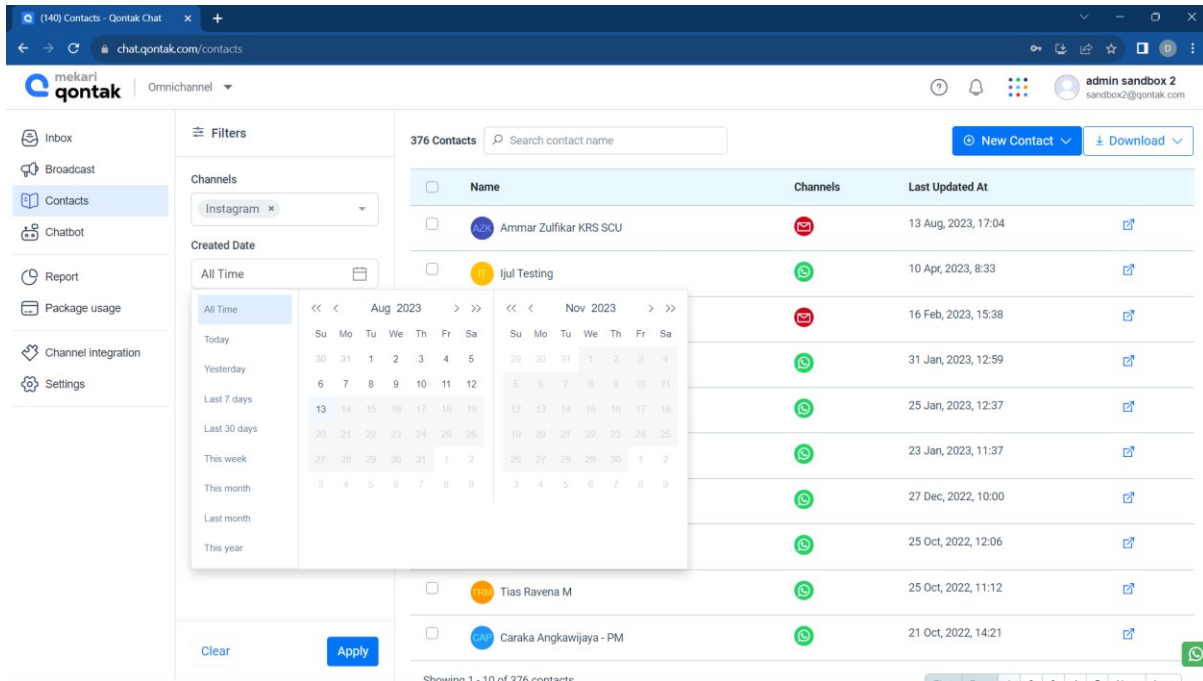 (140) Contacts - Qontak Chat
chat.qontak.com/contacts
D
mekari
qontak
Omnichannel
admin sandbox 2
sandbox2@qontak.com
Inbox
Broadcast
Contacts
Chatbot
Report
Package usage
Channel integration
Settings
Filters
Channels
Instagram ×
Created Date
All Time
All Time
Today
Yesterday
Last 7 days
Last 30 days
This week
This month
Last month
This year
<< < Aug 2023 > >>
Su Mo Tu We Th Fr Sa
30 31 1 2 3 4 5
6 7 8 9 10 11 12
13 14 15 16 17 18 19
20 21 22 23 24 25 26
27 28 29 30 31 1 2
3 4 5 6 7 8 9
<< < Nov 2023 > >>
Su Mo Tu We Th Fr Sa
29 30 31 1 2 3 4
5 6 7 8 9 10 11
12 13 14 15 16 17 18
19 20 21 22 23 24 25
26 27 28 29 30 1 2
3 4 5 6 7 8 9
Clear
Apply
376 Contacts
Search contact name
New Contact
Download
Name Channels Last Updated At
AZK Ammar Zulfikar KRS SCU 13 Aug, 2023, 17:04
IT Ijul Testing 10 Apr, 2023, 8:33
16 Feb, 2023, 15:38
31 Jan, 2023, 12:59
25 Jan, 2023, 12:37
23 Jan, 2023, 11:37
27 Dec, 2022, 10:00
25 Oct, 2022, 12:06
TRM Tias Ravena M 25 Oct, 2022, 11:12
CAP Caraka Angkawijaya - PM 21 Oct, 2022, 14:21
Showing 1 - 10 of 376 contacts